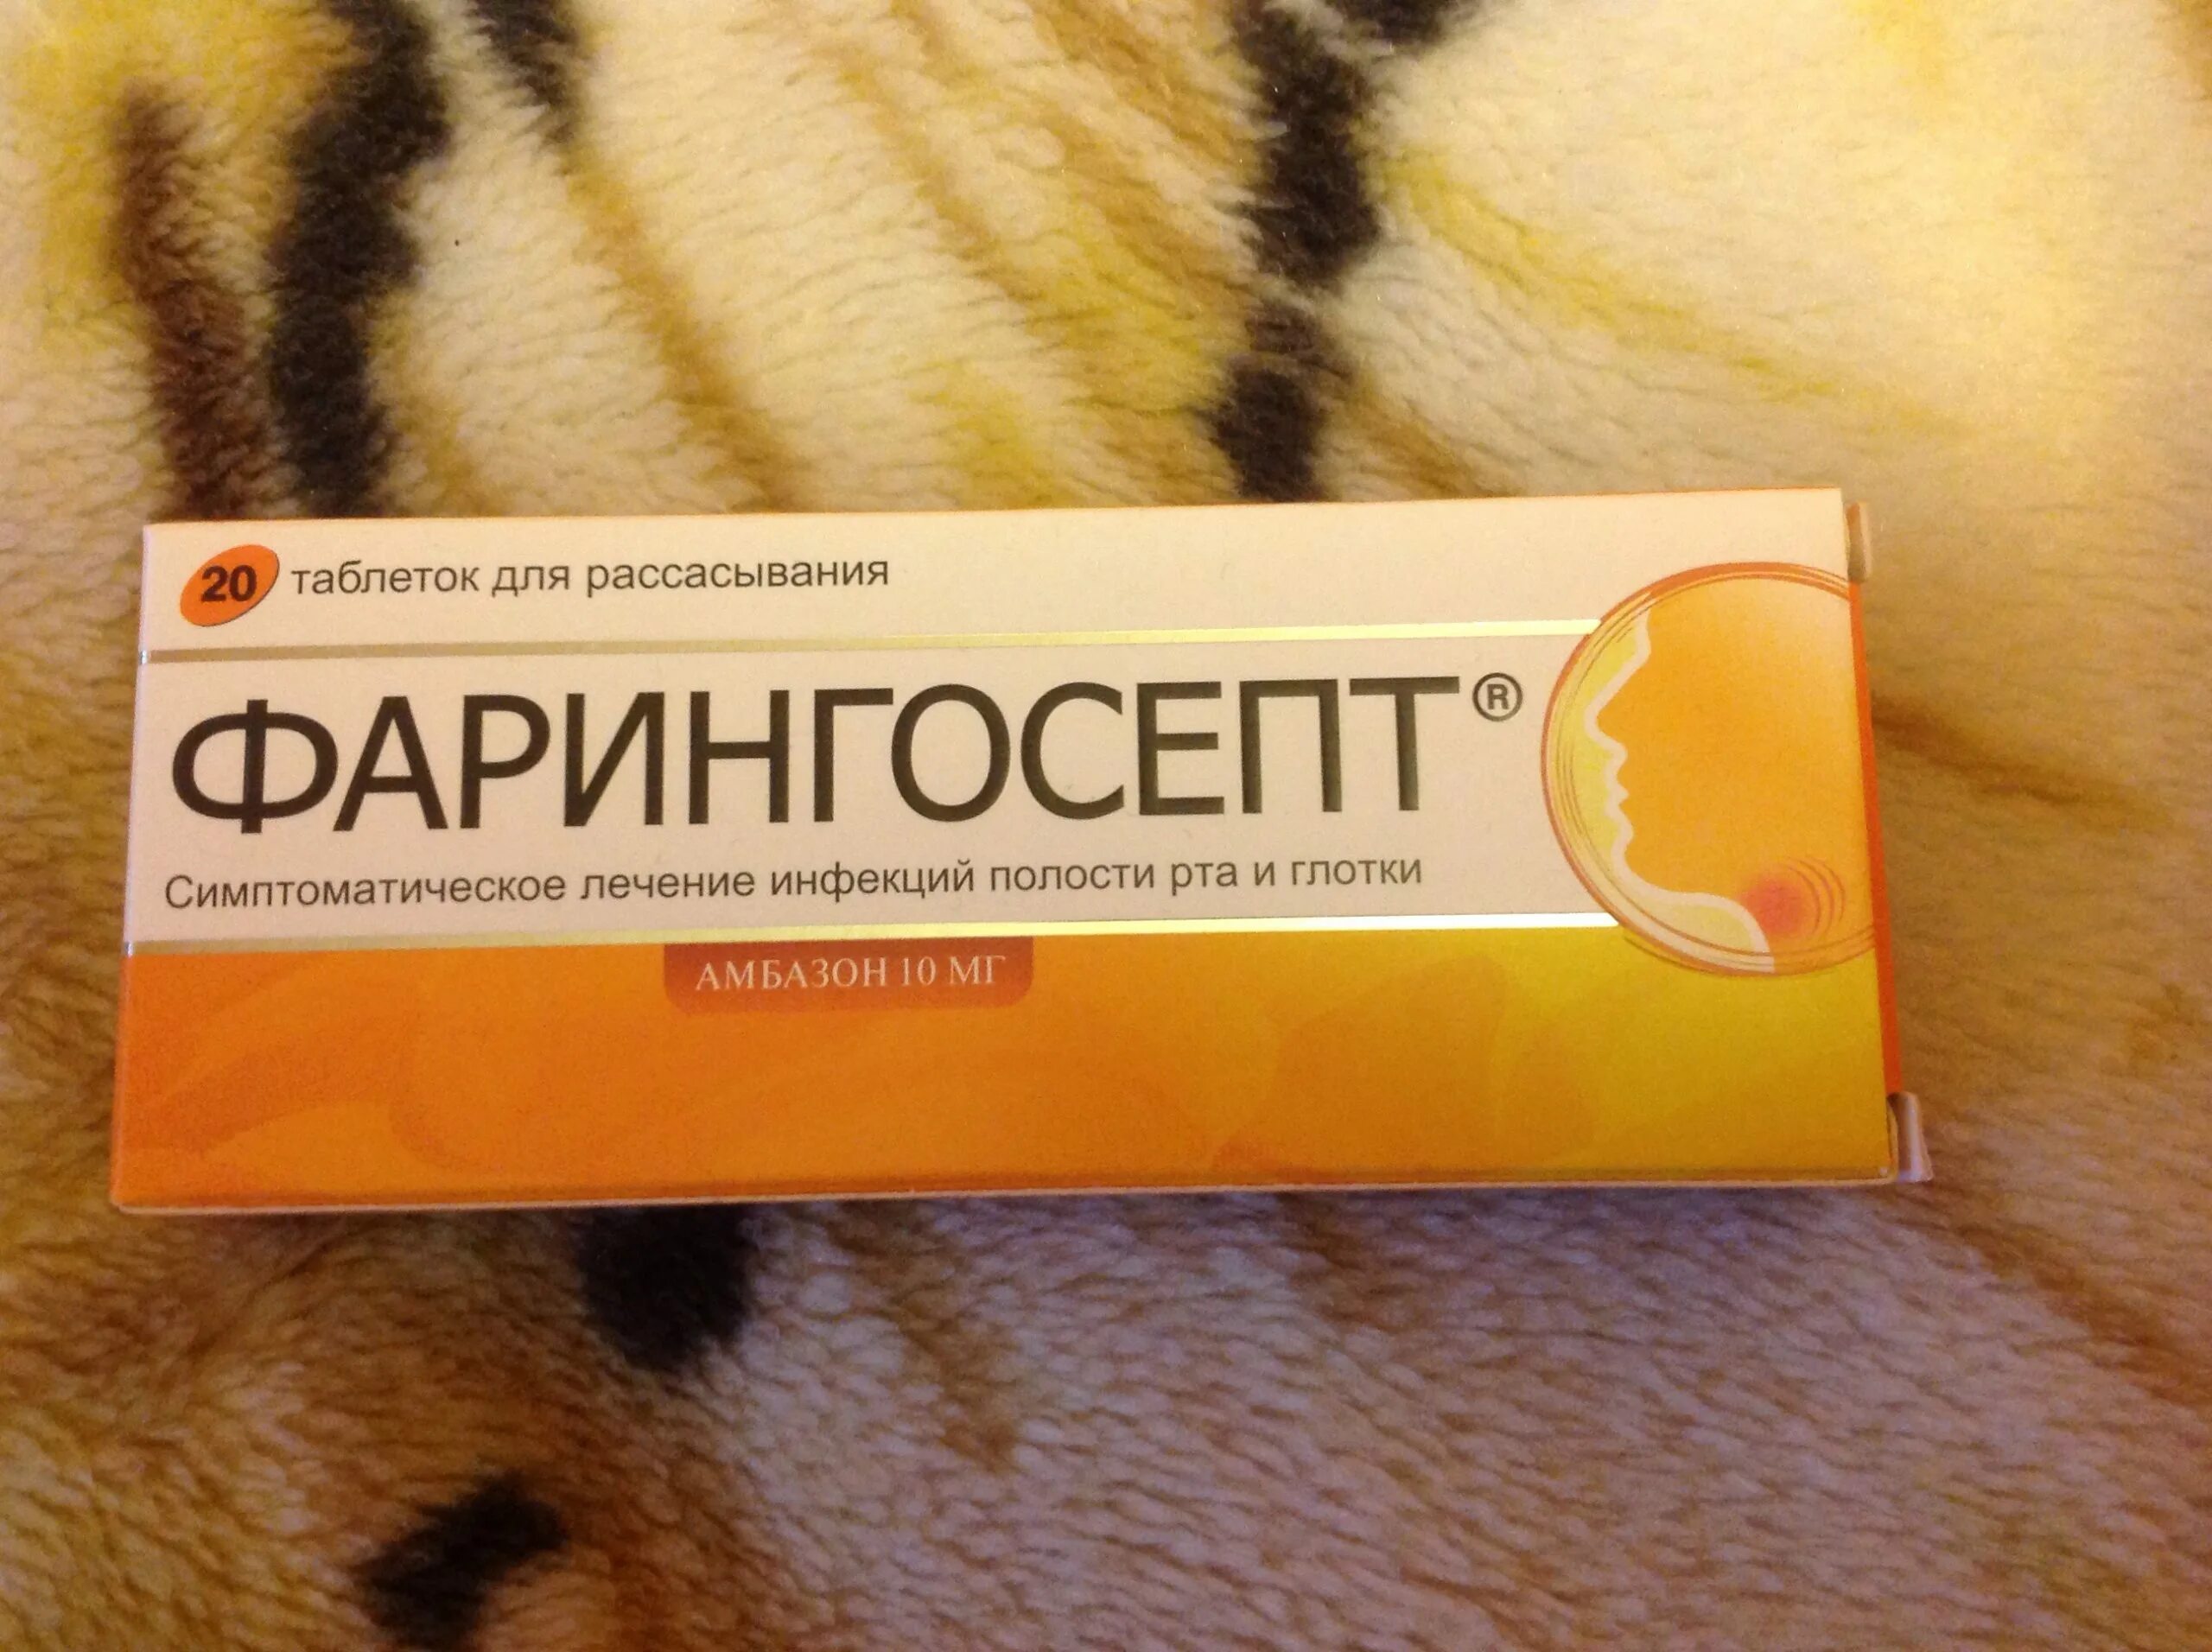 20 таблеток для рассасывания
ФАРИНГОСЕПТ®
Симптоматическое лечение инфекций полости рта и глотки
АМБАЗОН 10 МГ